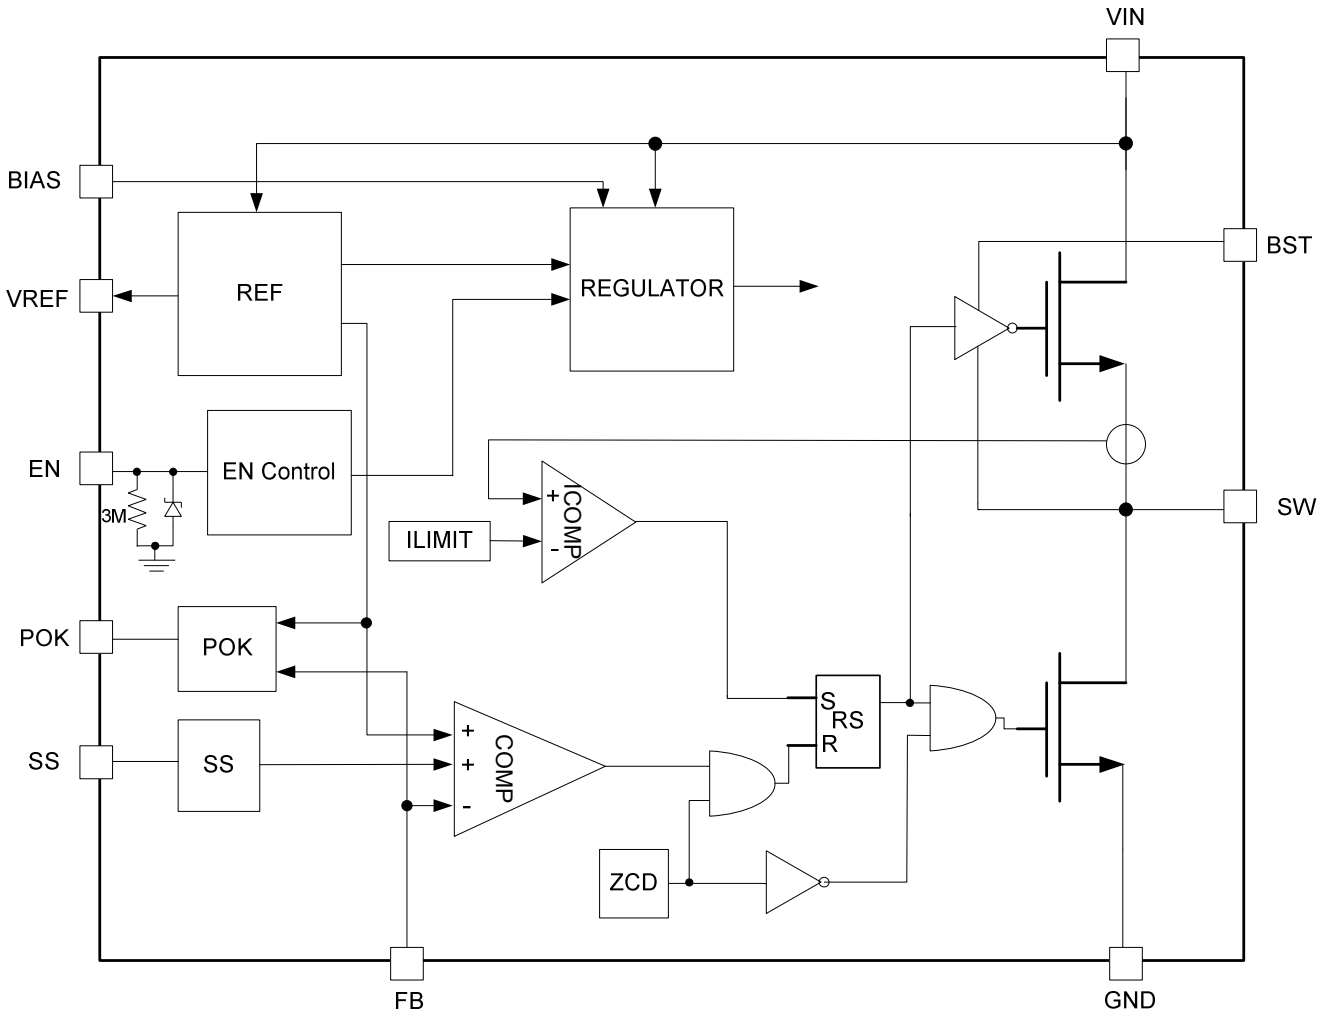 VIN
BIAS
BST
VREF
REF
REGULATOR
EN
EN Control
3M
+
ICOMP
-
ILIMIT
SW
POK
POK
S
RS
R
SS
SS
+
+
-
COMP
ZCD
FB
GND